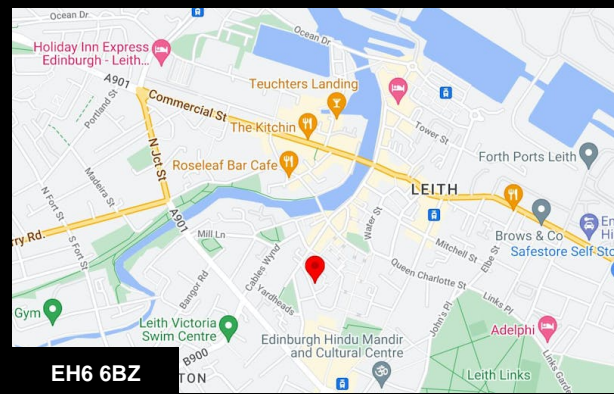 Ocean Dr.
Ocean Dr
Holiday Inn Express
Edinburgh - Leith...
A901
Portland St
Commercial St
Teuchters Landing
The Kitchin
Tower St
N Jct St
Roseleaf Bar Cafe
Forth Ports Leith
Madeira St
N Fort St
LEITH
A901
Water St
Brows & Co
En
Hi
Safestore Self Sto
ry Rd.
S Fort St
Mill Ln
Cables Wynd
Mitchell St
Elbe St
Queen Charlotte St
Bangor Rd
Yardheads
Links Pl
Gym
Leith Victoria
Swim Centre
John's Pl
Adelphi
Edinburgh Hindu Mandir
and Cultural Centre
B900
Links Gardens
Leith Links
TON
EH6 6BZ